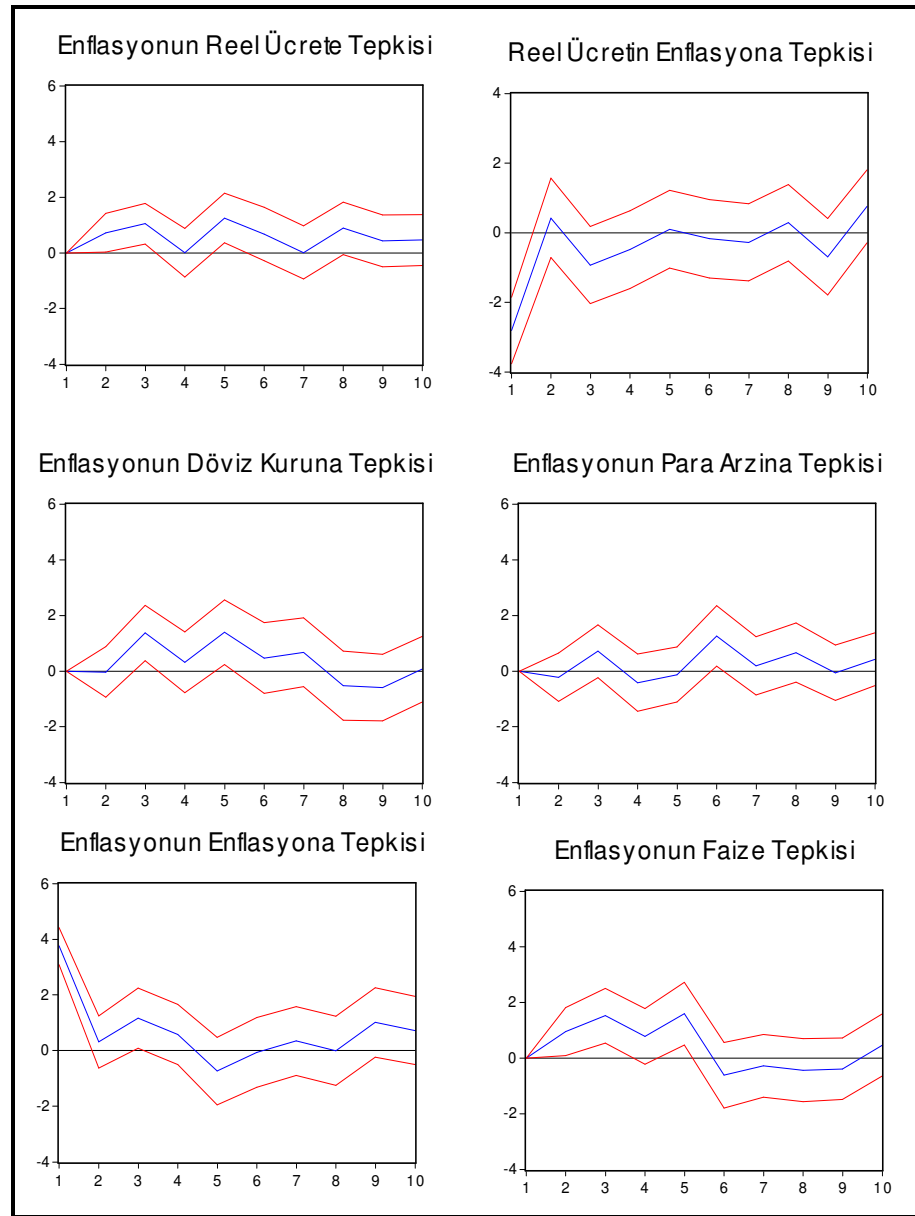 Enflasyonun Reel Ücrete Tepkisi
6
4
2
0
-2
-4
1 2 3 4 5 6 7 8 9 10
Reel Ücretin Enflasyona Tepkisi
4
2
0
-2
-4
1 2 3 4 5 6 7 8 9 10
Enflasyonun Döviz Kuruna Tepkisi
6
4
2
0
-2
-4
1 2 3 4 5 6 7 8 9 10
Enflasyonun Para Arzina Tepkisi
6
4
2
0
-2
-4
1 2 3 4 5 6 7 8 9 10
Enflasyonun Enflasyona Tepkisi
6
4
2
0
-2
-4
1 2 3 4 5 6 7 8 9 10
Enflasyonun Faize Tepkisi
6
4
2
0
-2
-4
1 2 3 4 5 6 7 8 9 10